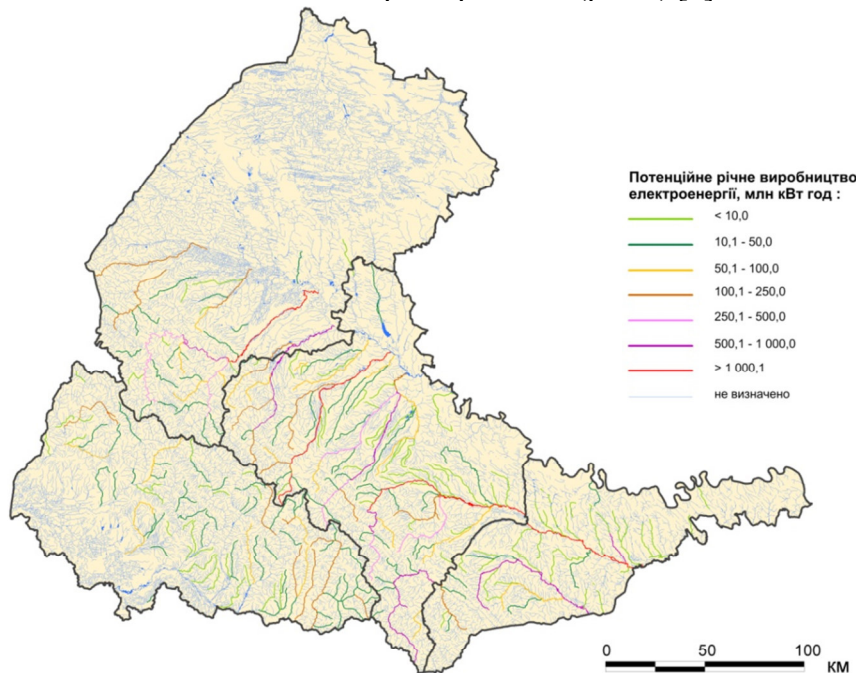 Потенційне річне виробництво
електроенергії, млн кВт год :
< 10,0
10,1 - 50,0
50,1 - 100,0
100,1 - 250,0
250,1 - 500,0
500,1 - 1 000,0
> 1 000,1
не визначено
0 50 100
КМ